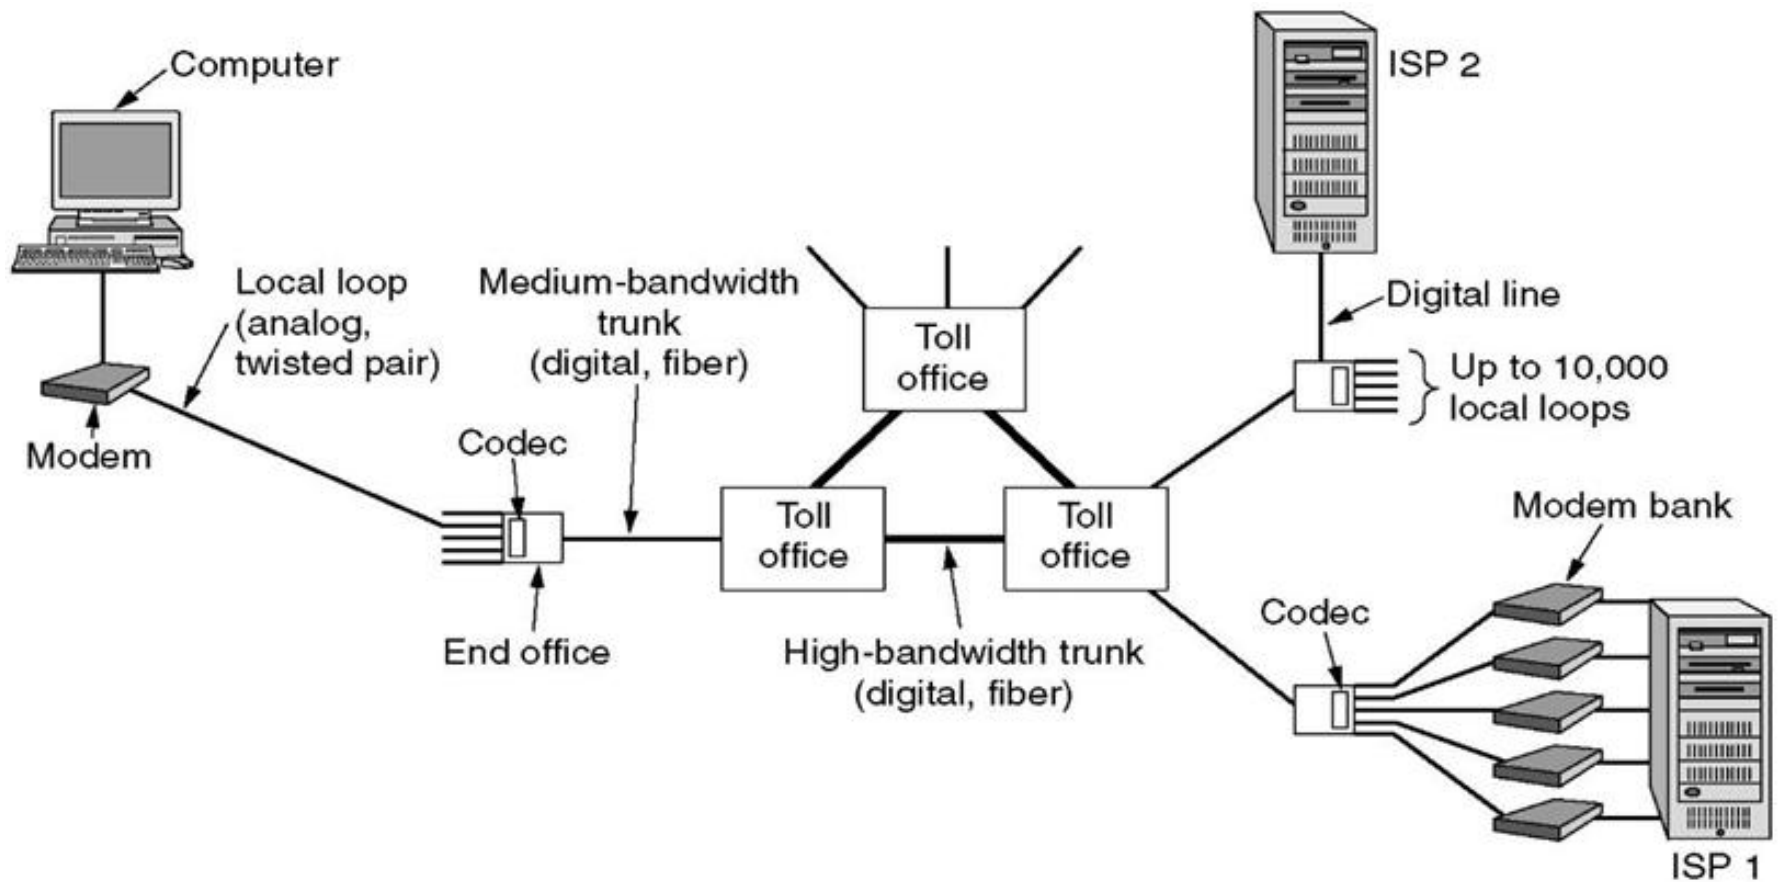 Computer
ISP 2
Local loop
(analog,
twisted pair)
Medium-bandwidth
trunk
(digital, fiber)
Toll
office
Digital line
Up to 10,000
local loops
Modem
Codec
Toll
office
Toll
office
Modem bank
End office
High-bandwidth trunk
(digital, fiber)
Codec
ISP 1